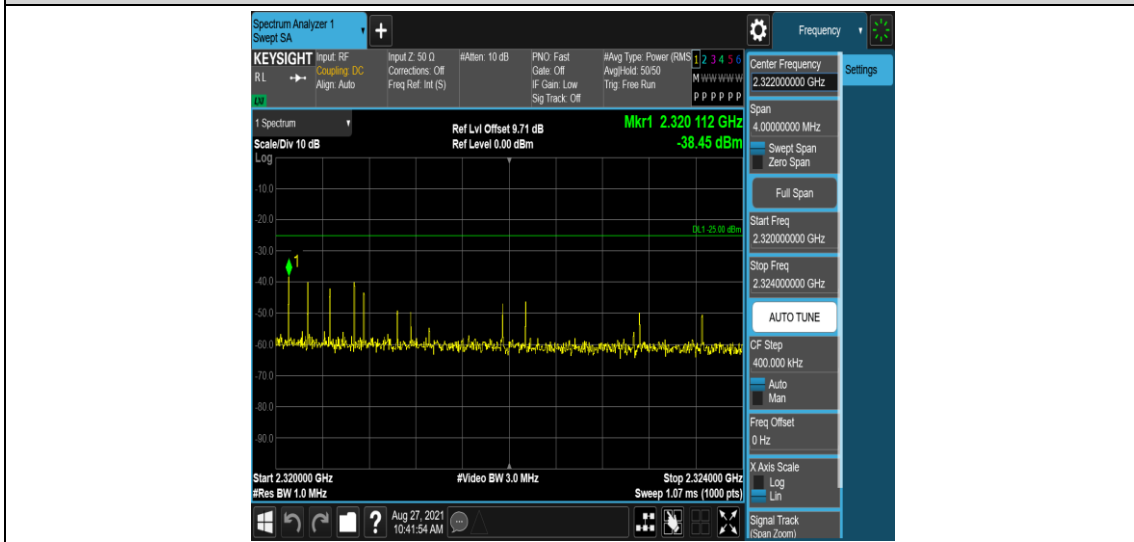 Spectrum Analyzer 1
Swept SA
+
Frequency
KEYSIGHT
RL
LXI
Input: RF
Coupling: DC
Align: Auto
Input Z: 50 Ω
Corrections: Off
Freq Ref: Int (S)
#Atten: 10 dB
PNO: Fast
Gate: Off
IF Gain: Low
Sig Track: Off
#Avg Type: Power (RMS
Avg|Hold: 50/50
Trig: Free Run
1 2 3 4 5 6
M W W W W W
P P P P P P
1 Spectrum
Scale/Div 10 dB
Ref Lvl Offset 9.71 dB
Ref Level 0.00 dBm
Mkr1 2.320 112 GHz
-38.45 dBm
Log
-10.0
-20.0
DL1 -25.00 dBm
-30.0
1
-40.0
-50.0
-60.0
-70.0
-80.0
-90.0
Start 2.320000 GHz
#Video BW 3.0 MHz
Stop 2.324000 GHz
#Res BW 1.0 MHz
Sweep 1.07 ms (1000 pts)
Center Frequency
2.322000000 GHz
Settings
Span
4.00000000 MHz
Swept Span
Zero Span
Full Span
Start Freq
2.320000000 GHz
Stop Freq
2.324000000 GHz
AUTO TUNE
CF Step
400.000 kHz
Auto
Man
Freq Offset
0 Hz
X Axis Scale
Log
Lin
Signal Track
(Span Zoom)
?
Aug 27, 2021
10:41:54 AM